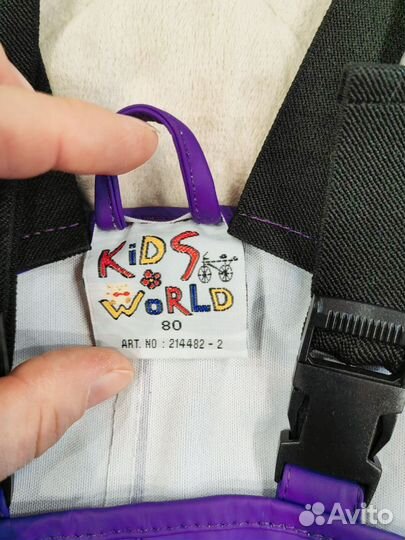 KiDS
WORLD
80
ART. NO : 214482 - 2
Avito